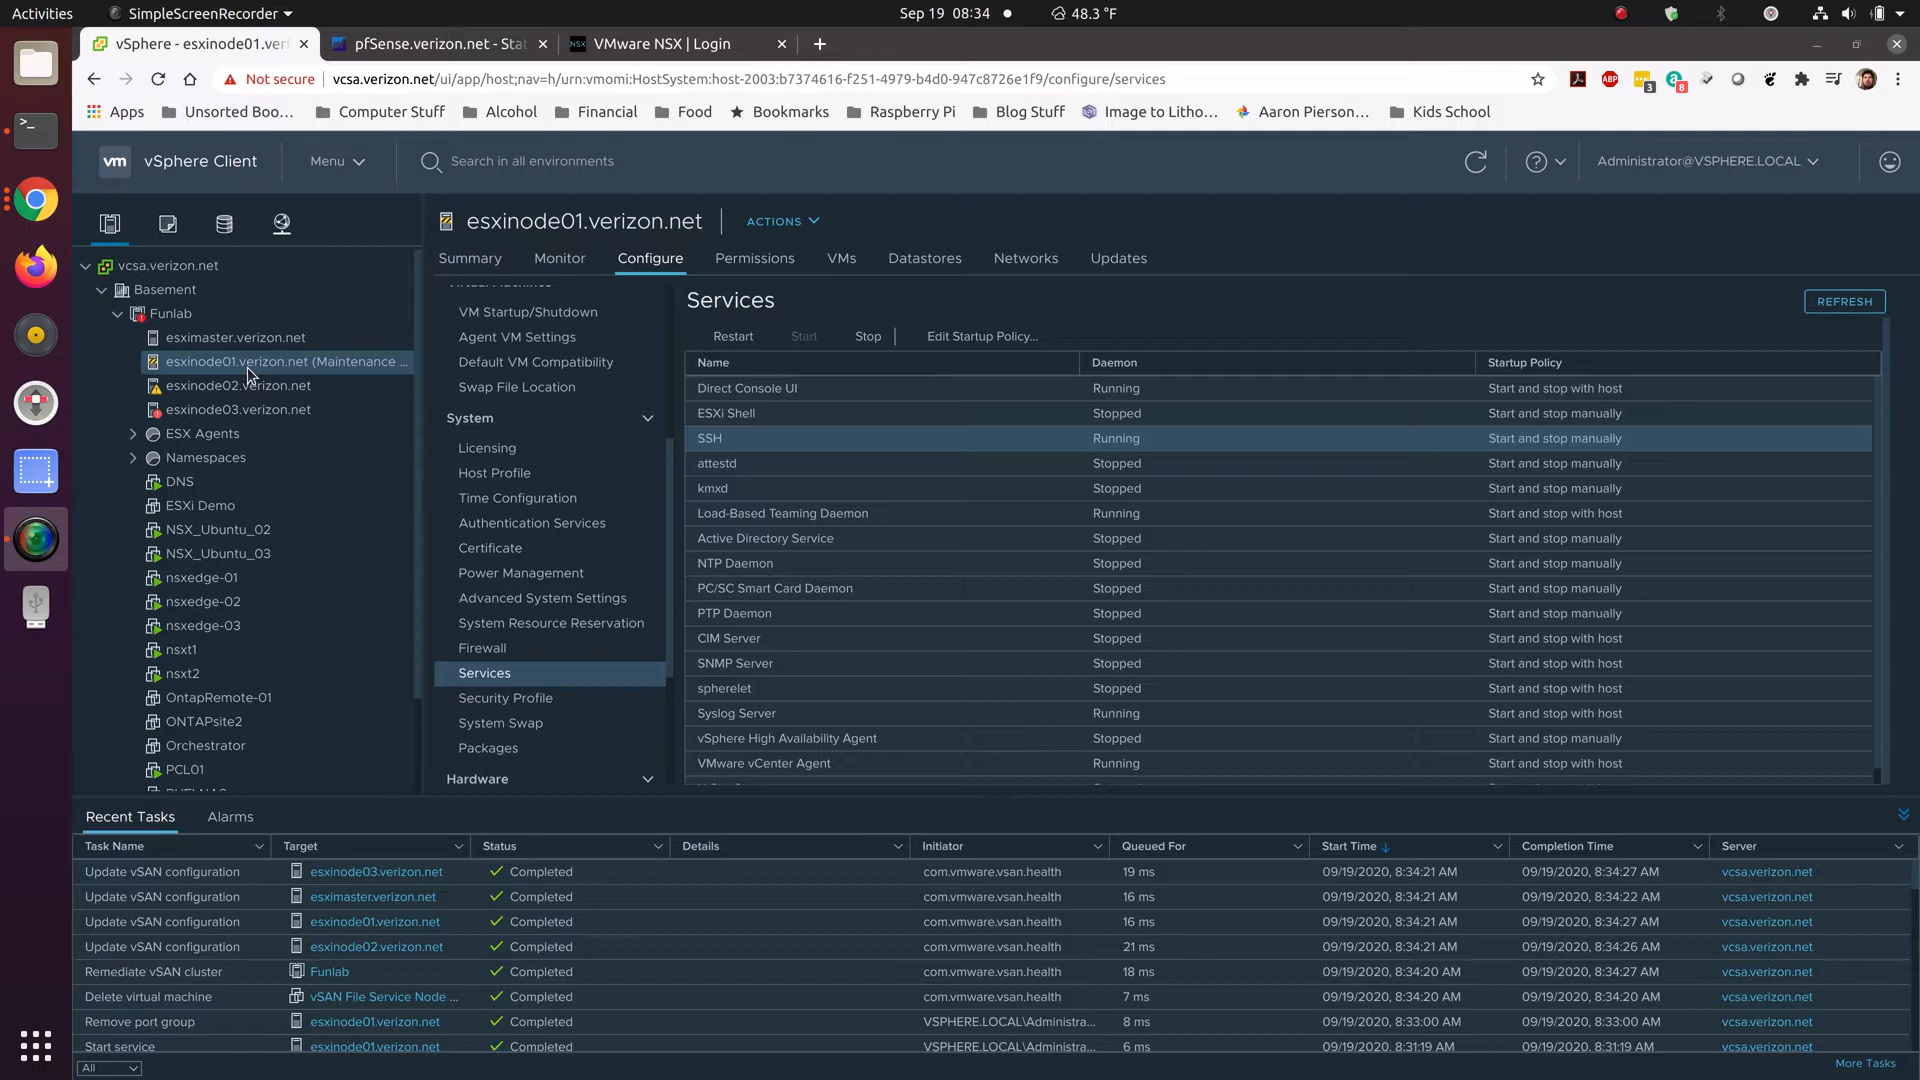 Activities
SimpleScreenRecorder
Sep 19 08:34
48.3 °F
vSphere - esxinode01.veri
pfSense.verizon.net - Stat
NSX
VMware NSX | Login
Not secure
vcsa.verizon.net/ui/app/host;nav=h/urn:vmomi:HostSystem:host-2003:b7374616-f251-4979-b4d0-947c8726e1f9/configure/services
ABP
3
8
Apps
Unsorted Boo...
Computer Stuff
Alcohol
Financial
Food
Bookmarks
Raspberry Pi
Blog Stuff
Image to Litho...
Aaron Pierson...
Kids School
vm
vSphere Client
Menu
Search in all environments
Administrator@VSPHERE.LOCAL
vcsa.verizon.net
Basement
Funlab
esximaster.verizon.net
esxinode01.verizon.net (Maintenance ...
esxinode02.verizon.net
esxinode03.verizon.net
ESX Agents
Namespaces
DNS
ESXi Demo
NSX_Ubuntu_02
NSX_Ubuntu_03
nsxedge-01
nsxedge-02
nsxedge-03
nsxt1
nsxt2
OntapRemote-01
ONTAPsite2
Orchestrator
PCL01
esxinode01.verizon.net
ACTIONS
Summary
Monitor
Configure
Permissions
VMs
Datastores
Networks
Updates
Virtual Machines
VM Startup/Shutdown
Agent VM Settings
Default VM Compatibility
Swap File Location
System
Licensing
Host Profile
Time Configuration
Authentication Services
Certificate
Power Management
Advanced System Settings
System Resource Reservation
Firewall
Services
Security Profile
System Swap
Packages
Hardware
Services
REFRESH
Restart
Start
Stop
Edit Startup Policy...
Name Daemon Startup Policy
Direct Console UI Running Start and stop with host
ESXi Shell Stopped Start and stop manually
SSH Running Start and stop manually
attestd Stopped Start and stop manually
kmxd Stopped Start and stop manually
Load-Based Teaming Daemon Running Start and stop with host
Active Directory Service Stopped Start and stop manually
NTP Daemon Stopped Start and stop manually
PC/SC Smart Card Daemon Stopped Start and stop manually
PTP Daemon Stopped Start and stop manually
CIM Server Stopped Start and stop with host
SNMP Server Stopped Start and stop with host
spherelet Stopped Start and stop manually
Syslog Server Running Start and stop with host
vSphere High Availability Agent Stopped Start and stop manually
VMware vCenter Agent Running Start and stop with host
Recent Tasks
Alarms
Task Name Target Status Details Initiator Queued For Start Time Completion Time Server
Update vSAN configuration esxinode03.verizon.net Completed com.vmware.vsan.health 19 ms 09/19/2020, 8:34:21 AM 09/19/2020, 8:34:27 AM vcsa.verizon.net
Update vSAN configuration esximaster.verizon.net Completed com.vmware.vsan.health 16 ms 09/19/2020, 8:34:21 AM 09/19/2020, 8:34:22 AM vcsa.verizon.net
Update vSAN configuration esxinode01.verizon.net Completed com.vmware.vsan.health 16 ms 09/19/2020, 8:34:21 AM 09/19/2020, 8:34:27 AM vcsa.verizon.net
Update vSAN configuration esxinode02.verizon.net Completed com.vmware.vsan.health 21 ms 09/19/2020, 8:34:21 AM 09/19/2020, 8:34:26 AM vcsa.verizon.net
Remediate vSAN cluster Funlab Completed com.vmware.vsan.health 18 ms 09/19/2020, 8:34:20 AM 09/19/2020, 8:34:27 AM vcsa.verizon.net
Delete virtual machine vSAN File Service Node ... Completed com.vmware.vsan.health 7 ms 09/19/2020, 8:34:20 AM 09/19/2020, 8:34:20 AM vcsa.verizon.net
Remove port group esxinode01.verizon.net Completed VSPHERE.LOCAL\Administra... 8 ms 09/19/2020, 8:33:00 AM 09/19/2020, 8:33:00 AM vcsa.verizon.net
Start service esxinode01.verizon.net Completed VSPHERE.LOCAL\Administra... 6 ms 09/19/2020, 8:31:19 AM 09/19/2020, 8:31:19 AM vcsa.verizon.net
All
More Tasks